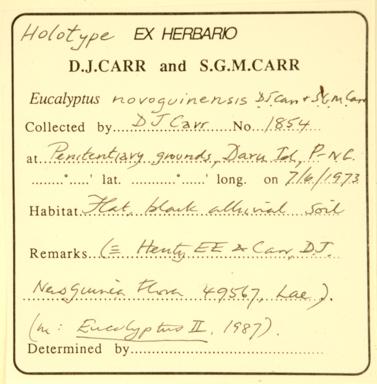 Holotype EX HERBARIO
D.J.CARR and S.G.M.CARR
Eucalyptus novoguinensis D.J.Carr & S.G.M.Carr
Collected by D J Carr No. 1854
at Penitentiary grounds, Daru Isl, P-N.G.
° ' lat. ° ' long. on 7/6/1973
Habitat Flat, black alluvial soil
Remarks (≡ Henty EE & Carr, D.J.
New Guinea Flora 49567, Lae).
(in: Eucalyptus II, 1987).
Determined by